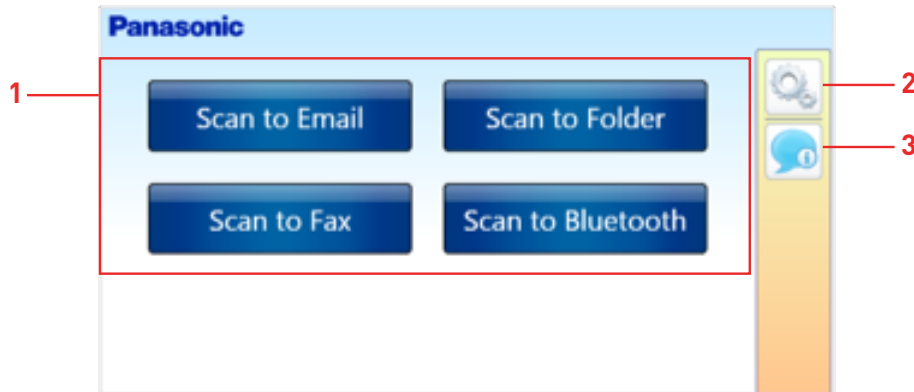 Panasonic
1
Scan to Email
Scan to Folder
2
3
Scan to Fax
Scan to Bluetooth